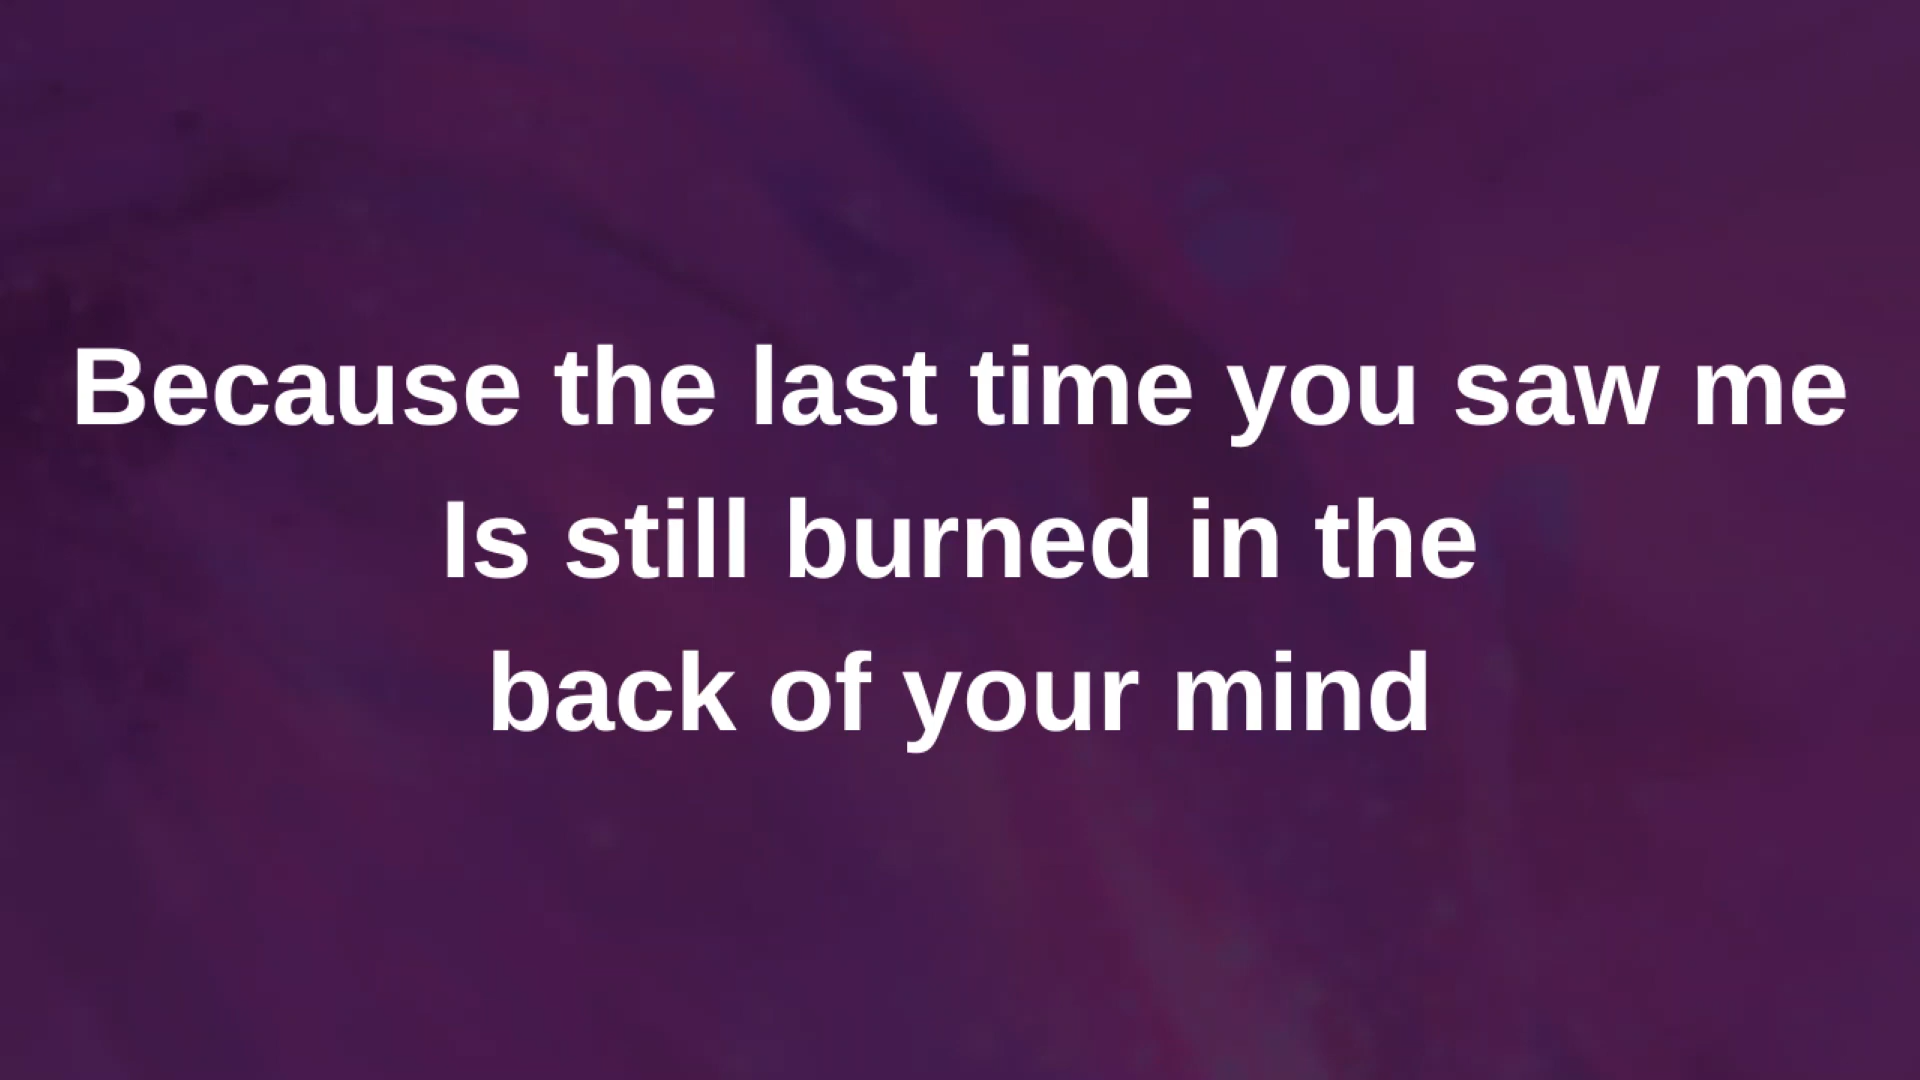 Because the last time you saw me
Is still burned in the
back of your mind